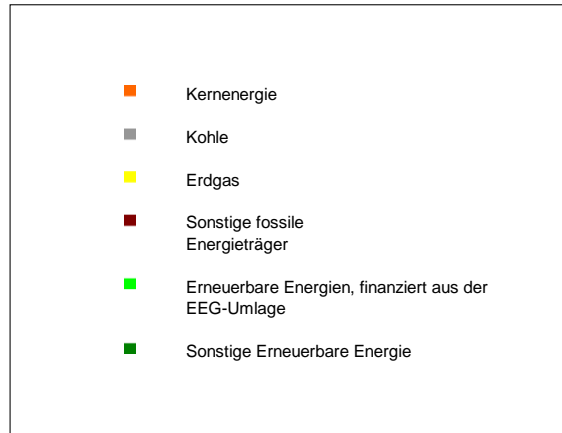 Kernenergie
Kohle
Erdgas
Sonstige fossile
Energieträger
Erneuerbare Energien, finanziert aus der
EEG-Umlage
Sonstige Erneuerbare Energie